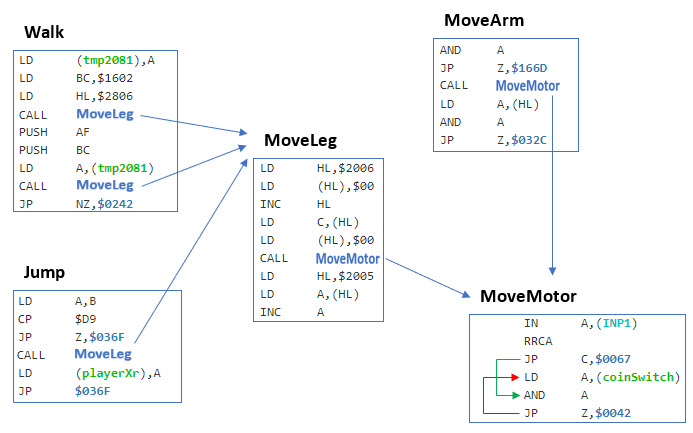 Walk
LD (tmp2081),A
LD BC,$1602
LD HL,$2806
CALL MoveLeg
PUSH AF
PUSH BC
LD A,(tmp2081)
CALL MoveLeg
JP NZ,$0242
Jump
LD A,B
CP $D9
JP Z,$036F
CALL MoveLeg
LD (playerXr),A
JP $036F
MoveLeg
LD HL,$2006
LD (HL),$00
INC HL
LD C,(HL)
LD (HL),$00
CALL MoveMotor
LD HL,$2005
LD A,(HL)
INC A
MoveArm
AND A
JP Z,$166D
CALL MoveMotor
LD A,(HL)
AND A
JP Z,$032C
MoveMotor
IN A,(INP1)
RRCA
JP C,$0067
LD A,(coinSwitch)
AND A
JP Z,$0042